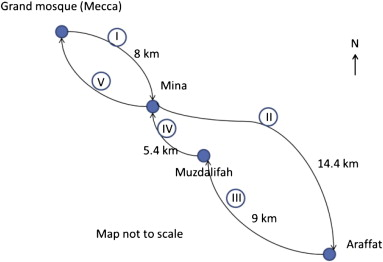 Grand mosque (Mecca)
I
8 km
N
V
Mina
II
IV
5.4 km
14.4 km
Muzdalifah
III
9 km
Map not to scale
Araffat